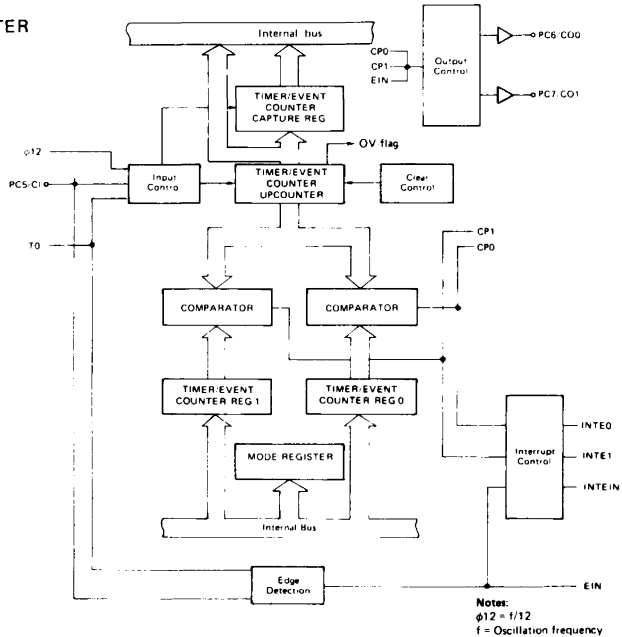 TER
Internal bus
CP0
CP1
EIN
Output
Control
PC6/CO0
PC7/CO1
TIMER/EVENT
COUNTER
CAPTURE REG
OV flag
φ12
PC5/CI
TO
Input
Control
TIMER/EVENT
COUNTER
UPCOUNTER
Clear
Control
CP1
CP0
COMPARATOR
COMPARATOR
TIMER/EVENT
COUNTER REG 1
TIMER/EVENT
COUNTER REG 0
MODE REGISTER
Interrupt
Control
INTE0
INTE1
INTEIN
Internal Bus
Edge
Detection
EIN
Notes:
φ12 = f/12
f = Oscillation frequency